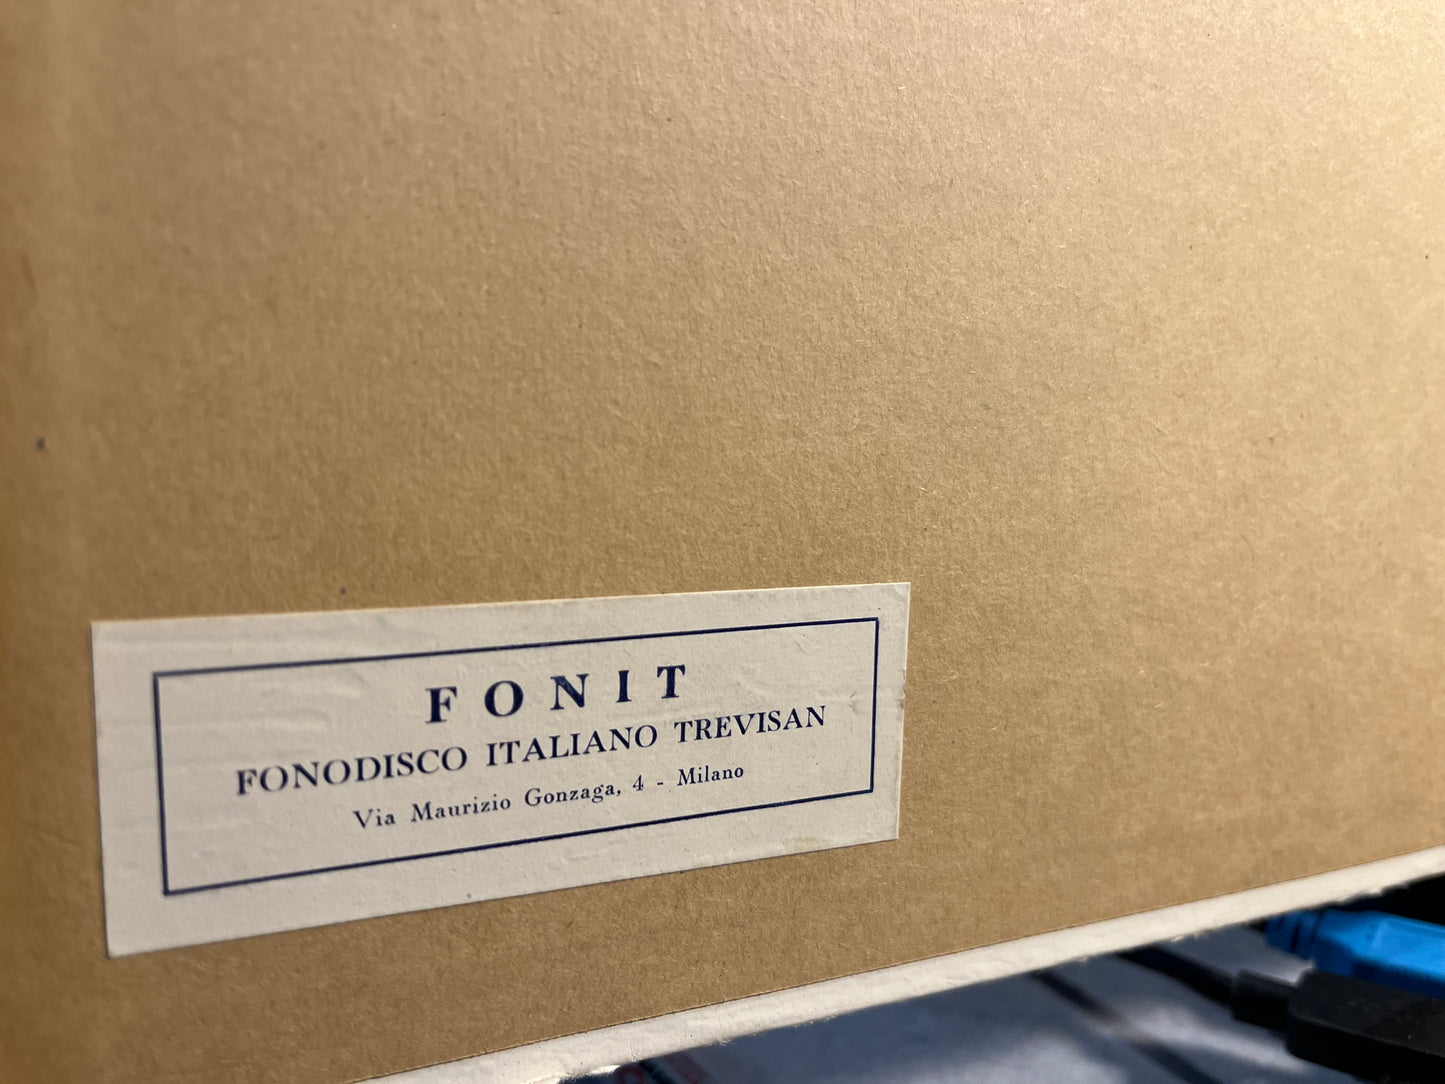 FONIT
FONODISCO ITALIANO TREVISAN
Via Maurizio Gonzaga, 4 - Milano